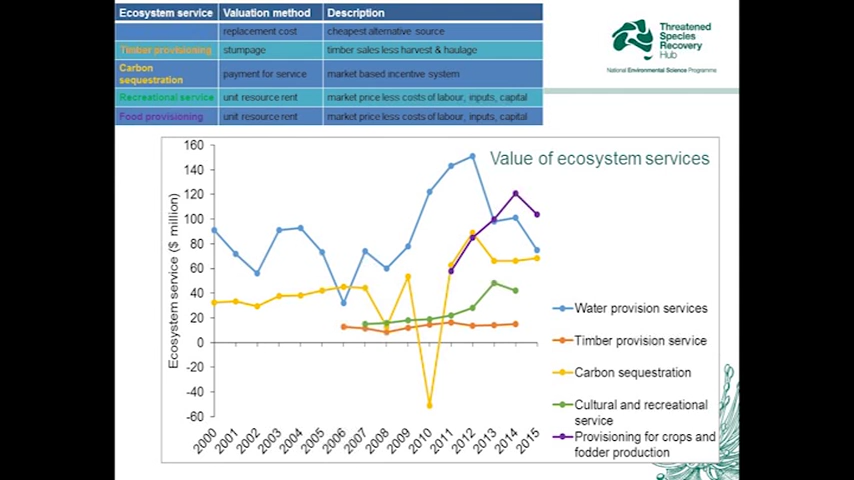 Ecosystem service Valuation method Description
replacement cost cheapest alternative source
Timber provisioning stumpage timber sales less harvest & haulage
Carbon
sequestration payment for service market based incentive system
Recreational service unit resource rent market price less costs of labour, inputs, capital
Food provisioning unit resource rent market price less costs of labour, inputs, capital
Threatened
Species
Recovery
Hub
National Environmental Science Programme
Value of ecosystem services
Ecosystem service ($ million)
160
140
120
100
80
60
40
20
0
-20
-40
-60
2000 2001 2002 2003 2004 2005 2006 2007 2008 2009 2010 2011 2012 2013 2014 2015
Water provision services
Timber provision service
Carbon sequestration
Cultural and recreational
service
Provisioning for crops and
fodder production